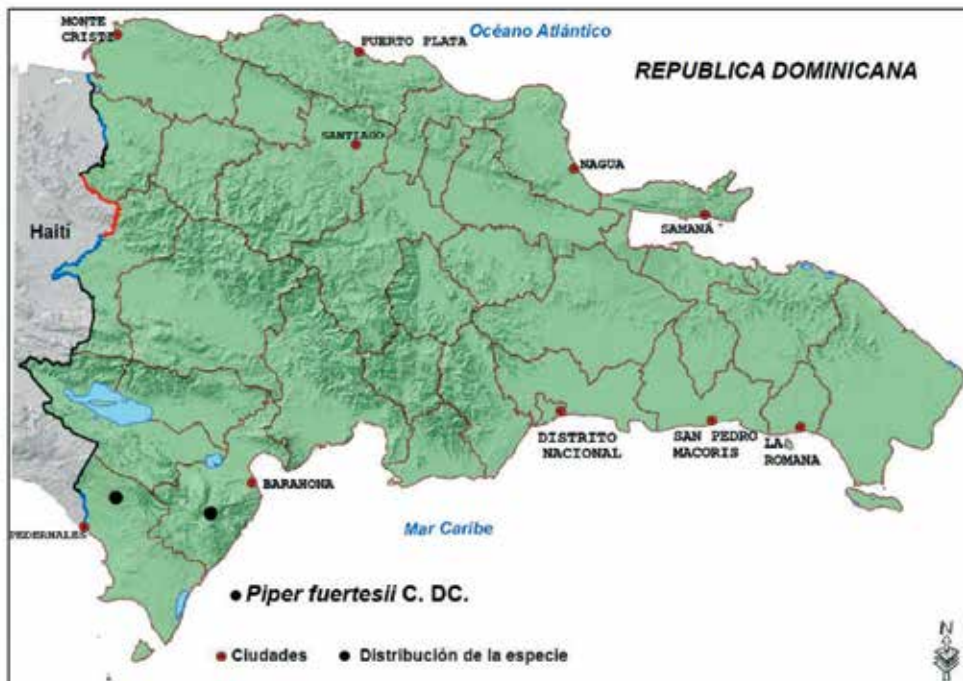 MONTE
CRISTI
PUERTO PLATA
Océano Atlántico
REPUBLICA DOMINICANA
SANTIAGO
NAGUA
Haití
SAMANÁ
DISTRITO
NACIONAL
SAN PEDRO
MACORIS
LA
ROMANA
BARAHONA
PEDERNALES
Mar Caribe
Piper fuertesii C. DC.
Ciudades
Distribución de la especie
N